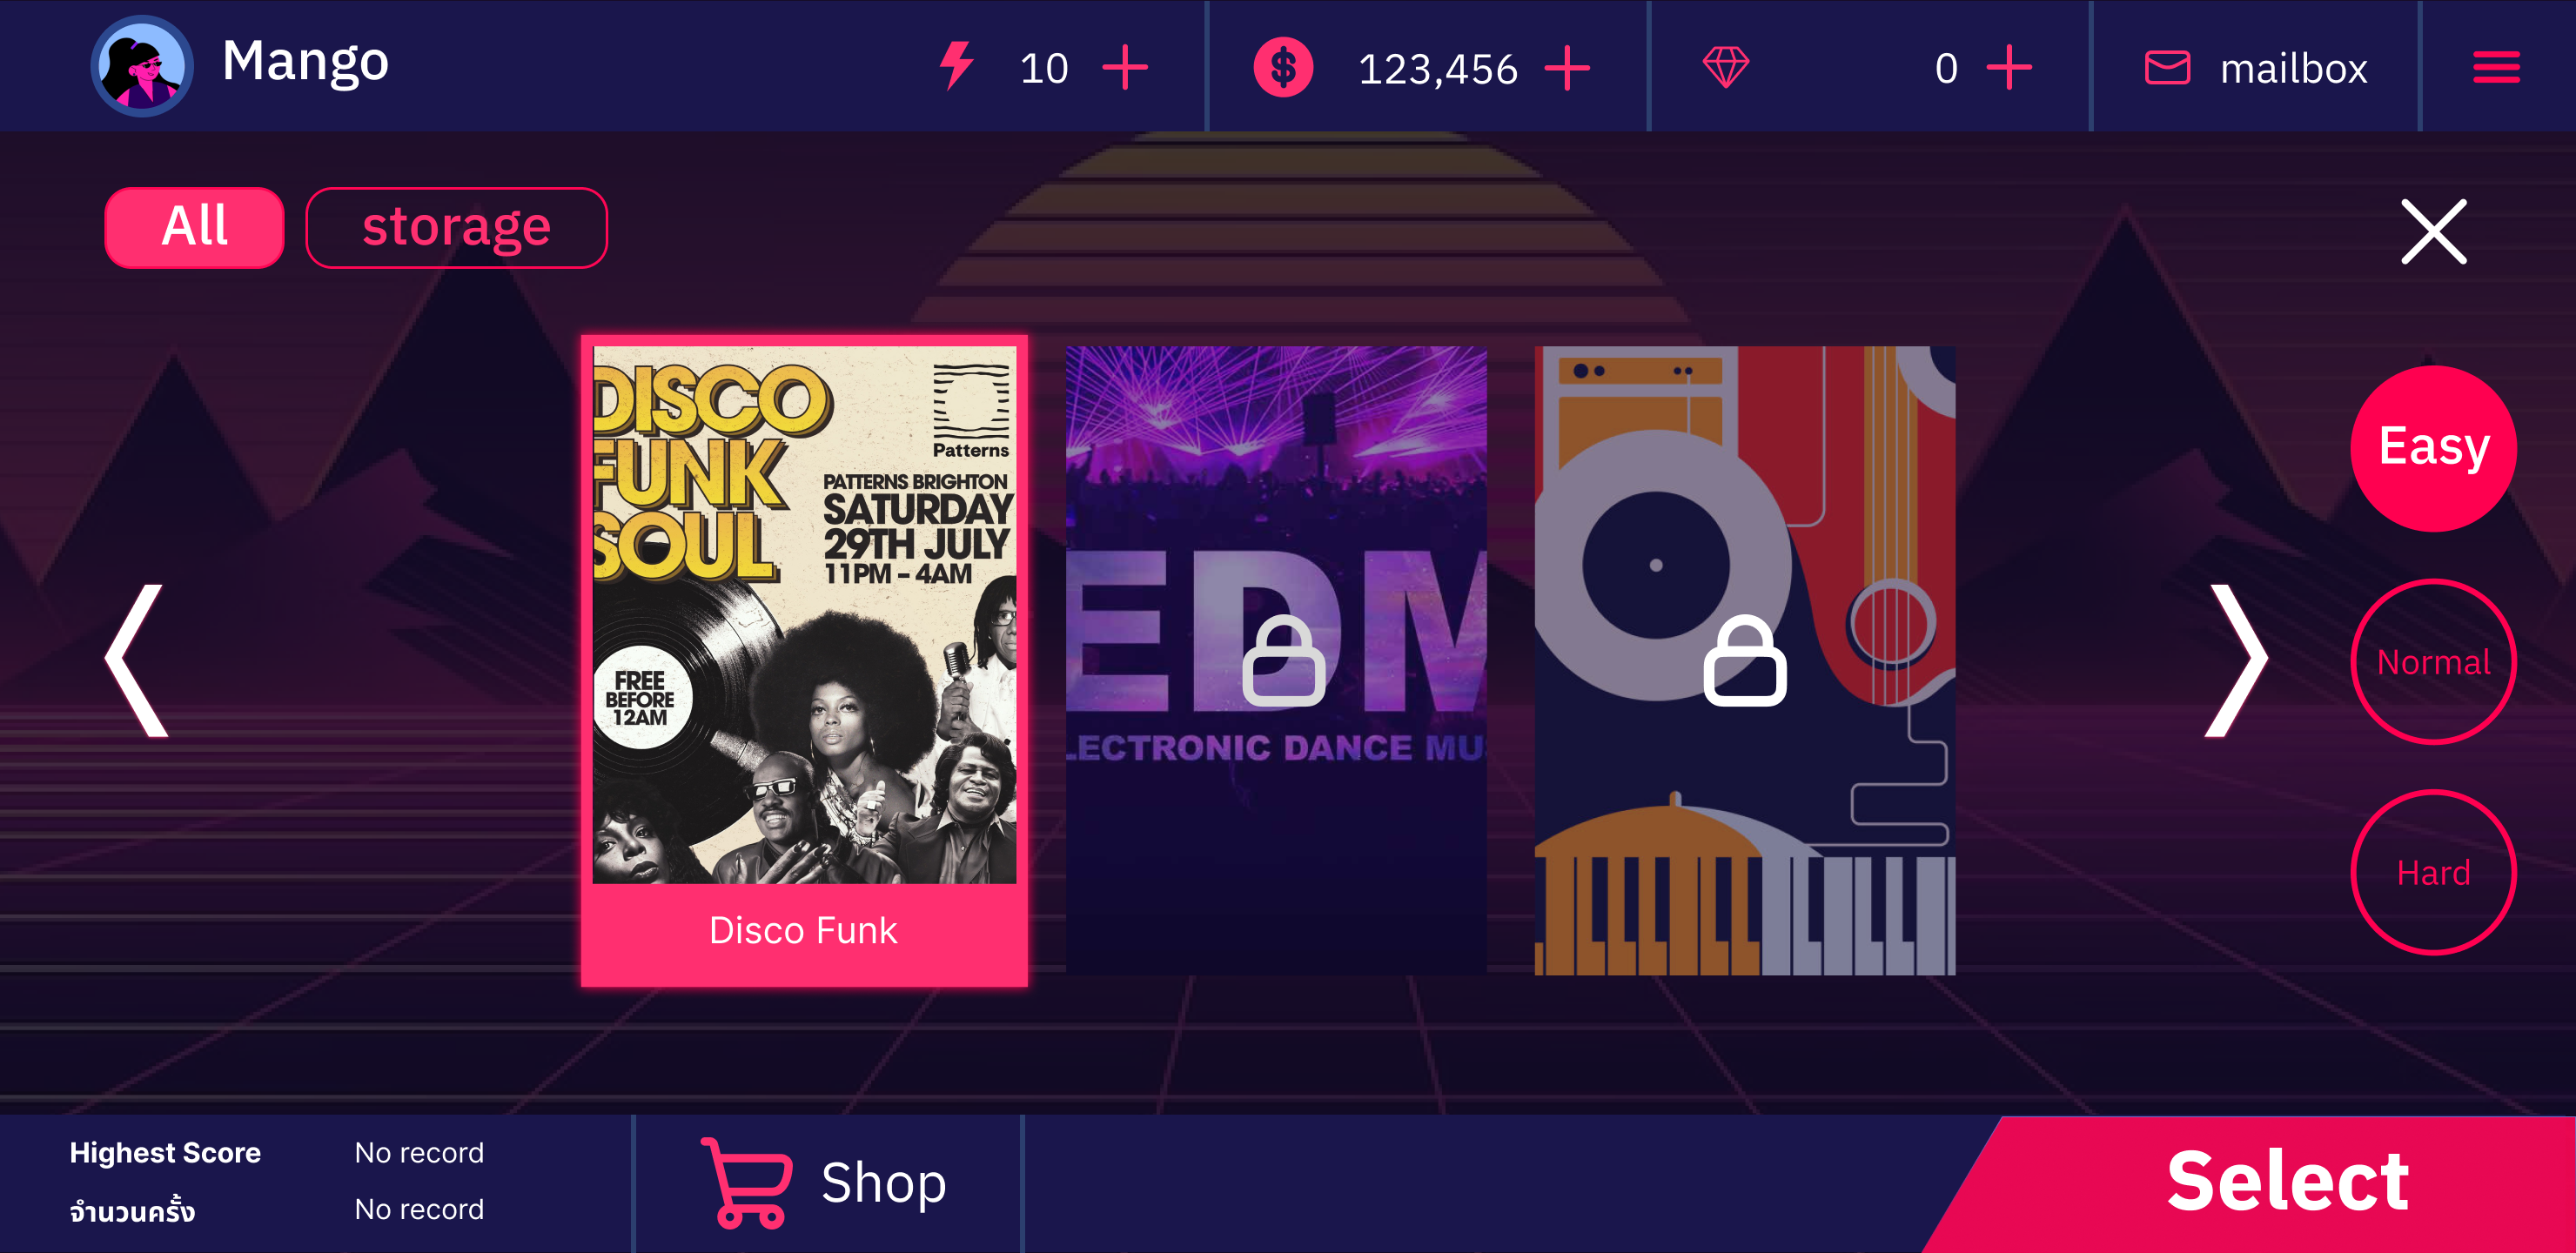 Mango
10
$
123,456
0
mailbox
All
storage
DISCO
FUNK
SOUL
Patterns
PATTERNS BRIGHTON
SATURDAY
29TH JULY
11PM - 4AM
FREE
BEFORE
12AM
Disco Funk
EDM
LECTRONIC DANCE MU
Easy
Normal
Hard
Highest Score No record
จำนวนครั้ง No record
Shop
Select